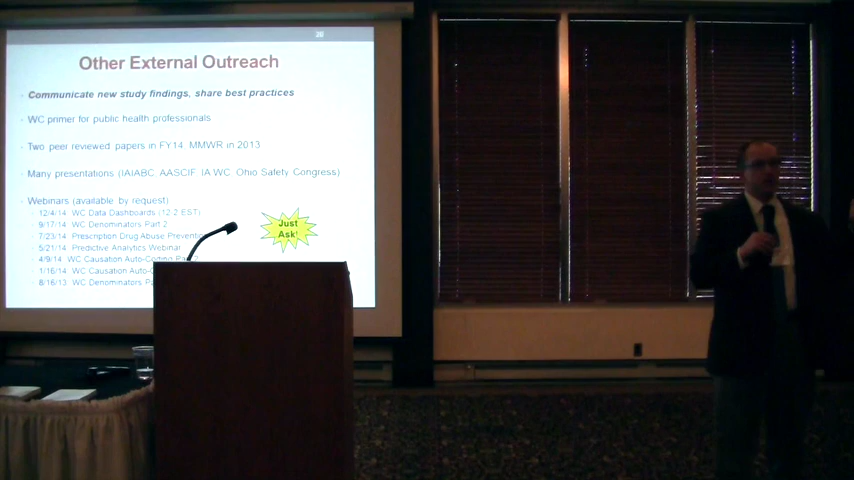 28
Other External Outreach
Communicate new study findings, share best practices
WC primer for public health professionals
Two peer reviewed papers in FY14 MMWR in 2013
Many presentations (IAIABC, AASCIF, IA WC, Ohio Safety Congress)
Webinars (available by request)
12/4/14 WC Data Dashboards (12-2 EST)
9/17/14 WC Denominators Part 2
7/23/14 Prescription Drug Abuse
5/21/14 Predictive Analytics Webinar
4/9/14 WC Causation Auto-Coding
1/16/14 WC Causation Auto-
8/16/13 WC Denominators
Just
Ask!